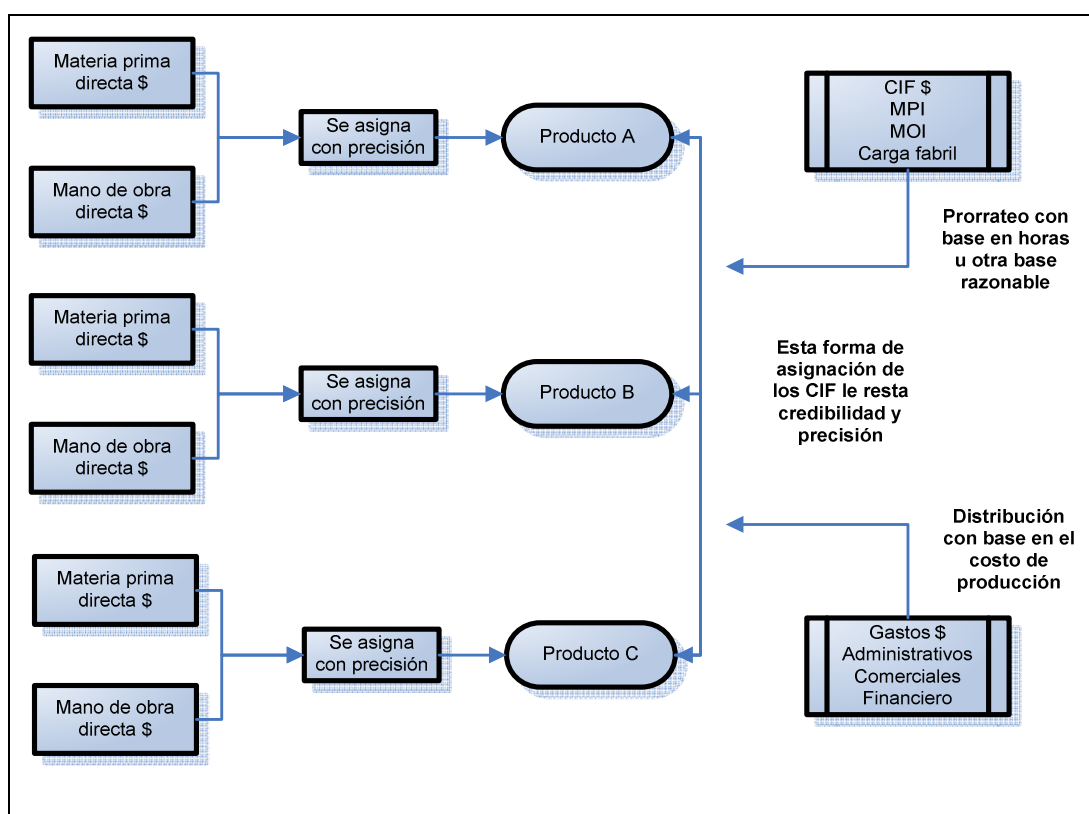 Materia prima
directa $
Mano de obra
directa $
Se asigna
con precisión
Producto A
CIF $
MPI
MOI
Carga fabril
Prorrateo con
base en horas
u otra base
razonable
Materia prima
directa $
Mano de obra
directa $
Se asigna
con precisión
Producto B
Esta forma de
asignación de
los CIF le resta
credibilidad y
precisión
Distribución
con base en el
costo de
producción
Materia prima
directa $
Mano de obra
directa $
Se asigna
con precisión
Producto C
Gastos $
Administrativos
Comerciales
Financiero